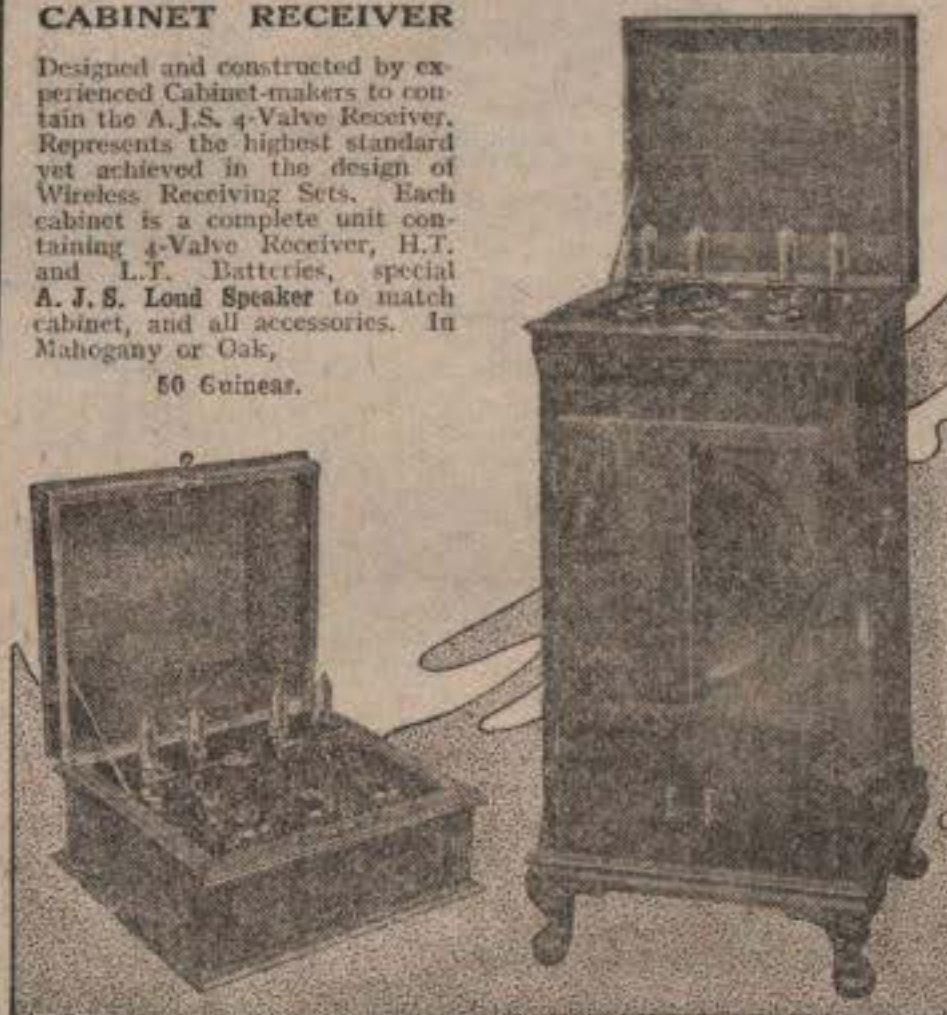 CABINET RECEIVER
Designed and constructed by ex-
perienced Cabinet-makers to con-
tain the A.J.S. 4-Valve Receiver.
Represents the highest standard
yet achieved in the design of
Wireless Receiving Sets. Each
cabinet is a complete unit con-
taining 4-Valve Receiver, H.T.
and L.T. Batteries, special
A. J. S. Loud Speaker to match
cabinet, and all accessories. In
Mahogany or Oak,
50 Guineas.